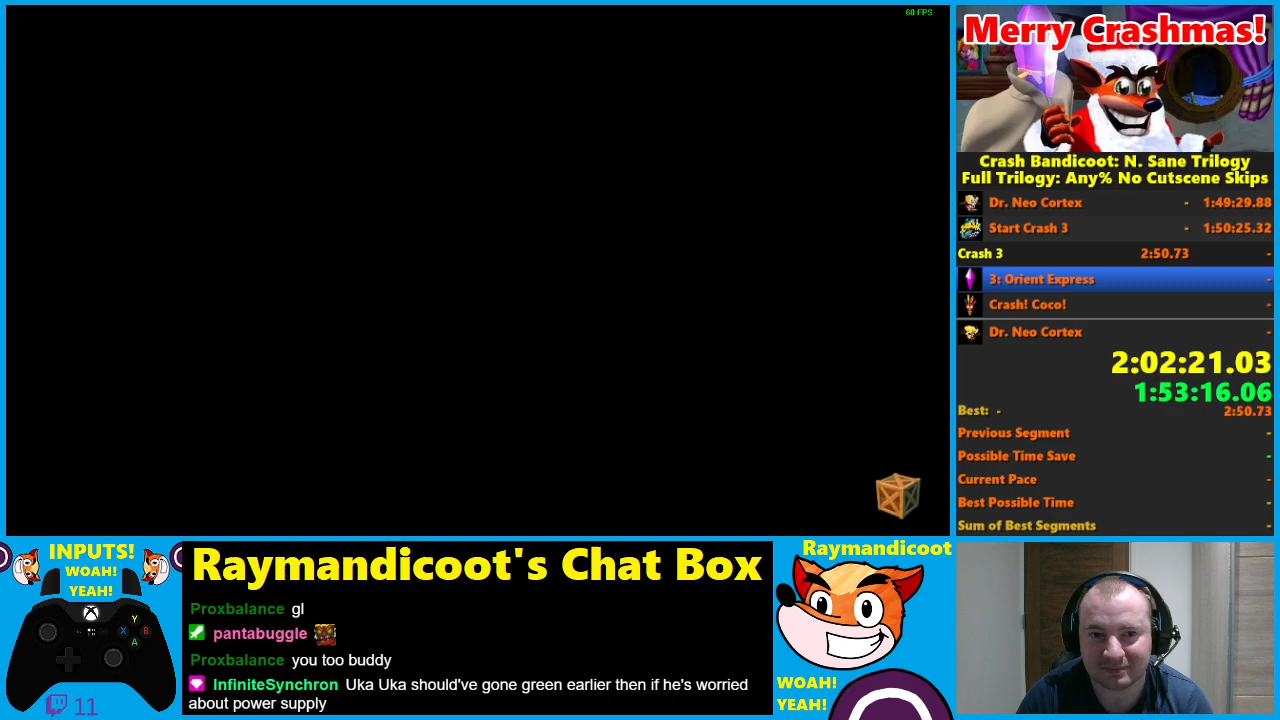 60 FPS
Merry Crashmas!
Crash Bandicoot: N. Sane Trilogy
Full Trilogy: Any% No Cutscene Skips
Dr. Neo Cortex - 1:49:29.88
Start Crash 3 - 1:50:25.32
Crash 3 2:50.73 -
3: Orient Express -
Crash! Coco! -
Dr. Neo Cortex -
2:02:21.03
1:53:16.06
Best: - 2:50.73
Previous Segment -
Possible Time Save -
Current Pace -
Best Possible Time -
Sum of Best Segments -
INPUTS!
WOAH!
YEAH!
Y
X B
A
11
Raymandicoot's Chat Box
Proxbalance gl
pantabuggle
Proxbalance you too buddy
InfiniteSynchron Uka Uka should've gone green earlier then if he's worried
about power supply
Raymandicoot
WOAH!
YEAH!